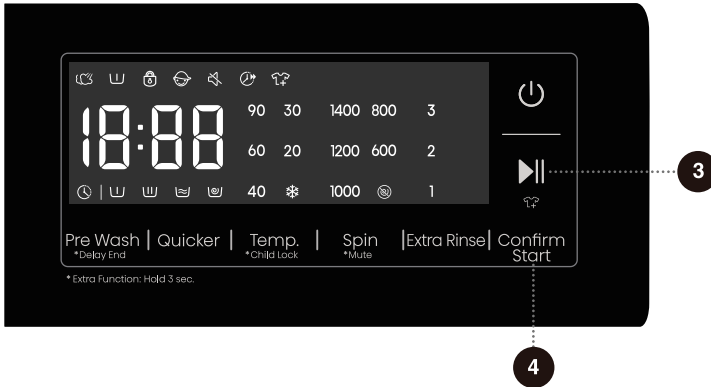 18:88
90 30 1400 800 3
60 20 1200 600 2
40 1000 1
3
Pre Wash Quicker Temp. Spin Extra Rinse Confirm
Start
*Delay End *Child Lock *Mute
* Extra Function: Hold 3 sec.
4